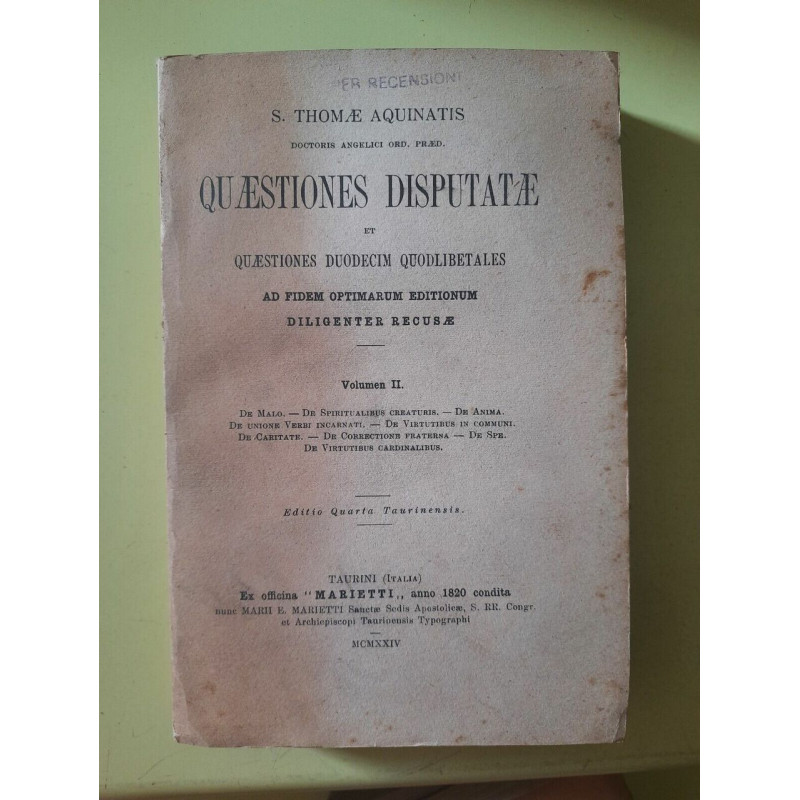 PER RECENSIONE
S. THOMÆ AQUINATIS
DOCTORIS ANGELICI ORD. PRÆD.
QUÆSTIONES DISPUTATÆ
ET
QUÆSTIONES DUODECIM QUODLIBETALES
AD FIDEM OPTIMARUM EDITIONUM
DILIGENTER RECUSÆ
Volumen II.
DE MALO. — DE SPIRITUALIBUS CREATURIS. — DE ANIMA.
DE UNIONE VERBI INCARNATI. — DE VIRTUTIBUS IN COMMUNI.
DE CARITATE. — DE CORRECTIONE FRATERNA — DE SPE.
DE VIRTUTIBUS CARDINALIBUS.
Editio Quarta Taurinensis.
TAURINI (ITALIA)
Ex officina "MARIETTI„ anno 1820 condita
nunc MARII E. MARIETTI Sanctæ Sedis Apostolicæ, S. RR. Congr.
et Archiepiscopi Taurinensis Typographi
MCMXXIV